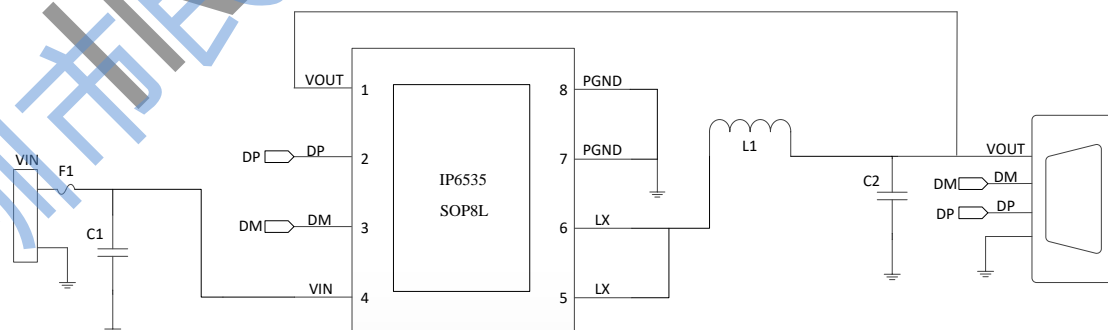 VOUT 1 8 PGND
DP DP 2 7 PGND
L1
VOUT
VIN F1
IP6535
SOP8L
C2
DM DM
DM DM 3 6 LX
DP DP
C1
VIN 4 5 LX